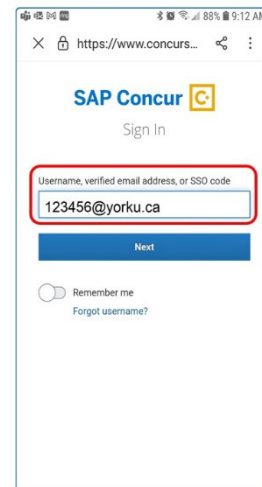 88% 9:12 AM
https://www.concurs...
SAP Concur C
Sign In
Username, verified email address, or SSO code
123456@yorku.ca
Next
Remember me
Forgot username?